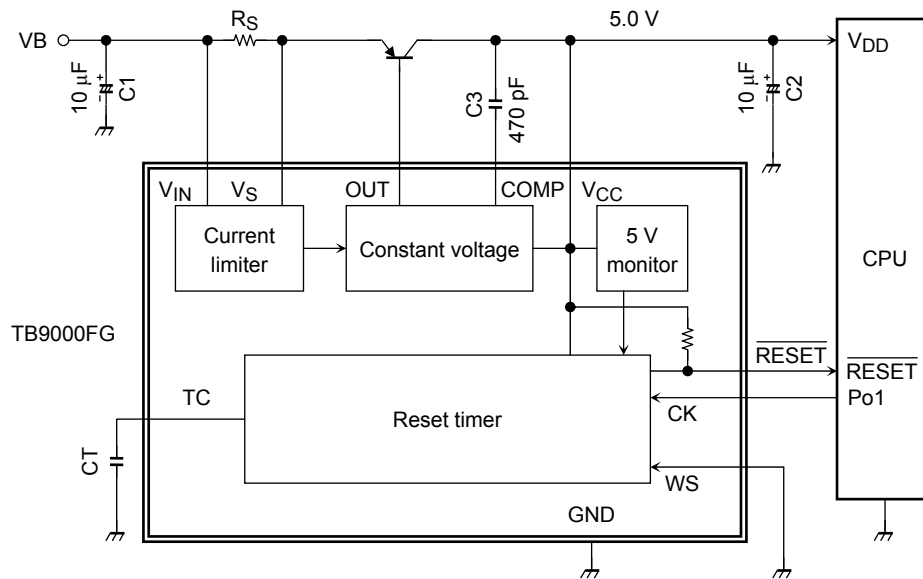 VB
RS
5.0 V
VDD
10 μF
+
-
C1
C3
470 pF
10 μF
+
-
C2
VIN
VS
OUT
COMP
VCC
Current
limiter
Constant voltage
5 V
monitor
CPU
TB9000FG
RESET
RESET
TC
Reset timer
CK
Po1
CT
WS
GND